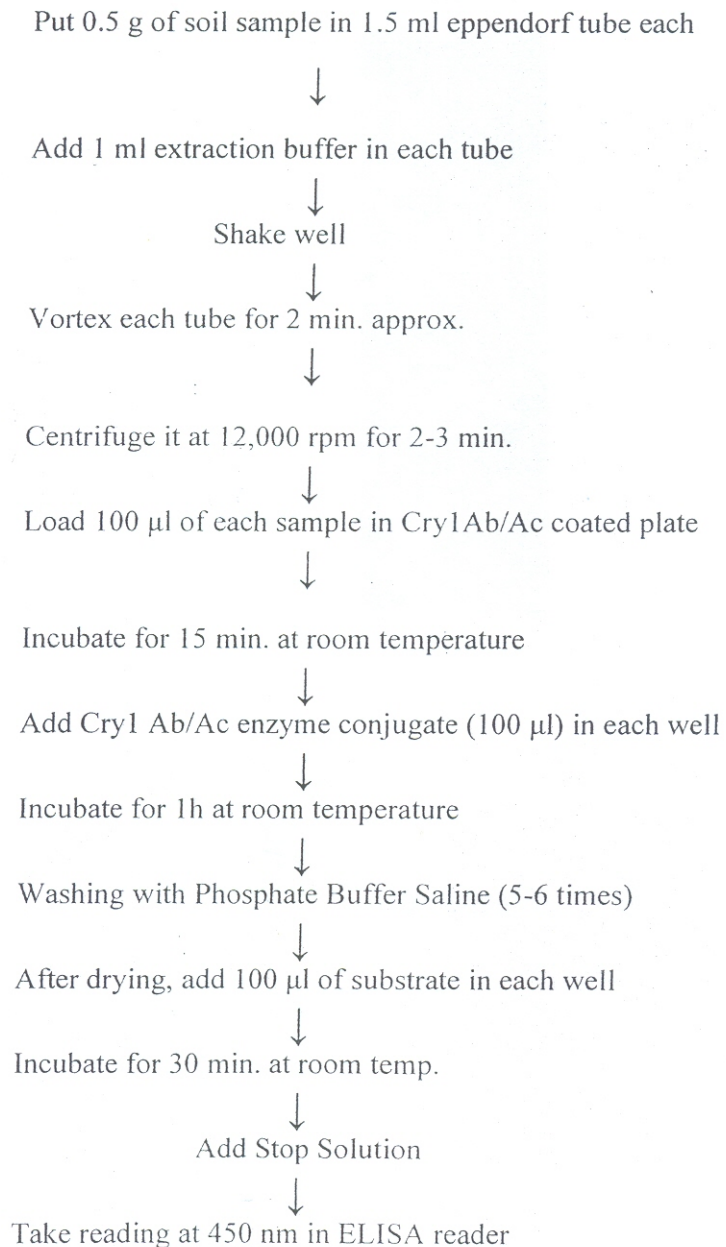 Put 0.5 g of soil sample in 1.5 ml eppendorf tube each
Add 1 ml extraction buffer in each tube
Shake well
Vortex each tube for 2 min. approx.
Centrifuge it at 12,000 rpm for 2-3 min.
Load 100 µl of each sample in Cry1Ab/Ac coated plate
Incubate for 15 min. at room temperature
Add Cry1 Ab/Ac enzyme conjugate (100 µl) in each well
Incubate for 1h at room temperature
Washing with Phosphate Buffer Saline (5-6 times)
After drying, add 100 µl of substrate in each well
Incubate for 30 min. at room temp.
Add Stop Solution
Take reading at 450 nm in ELISA reader